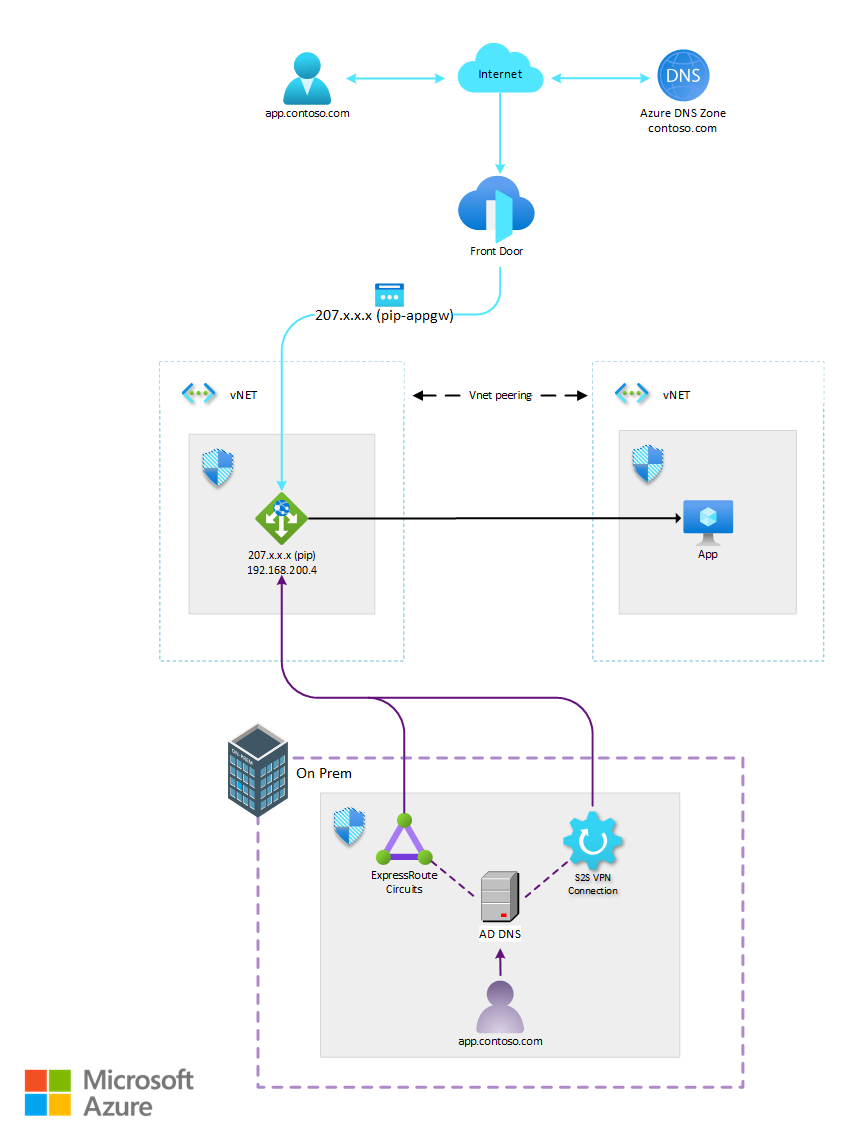 Internet
DNS
app.contoso.com
Azure DNS Zone
contoso.com
Front Door
207.x.x.x (pip-appgw)
vNET
Vnet peering
vNET
207.x.x.x (pip)
192.168.200.4
App
ON-PREM
On Prem
ExpressRoute
Circuits
S2S VPN
Connection
AD DNS
app.contoso.com
Microsoft
Azure